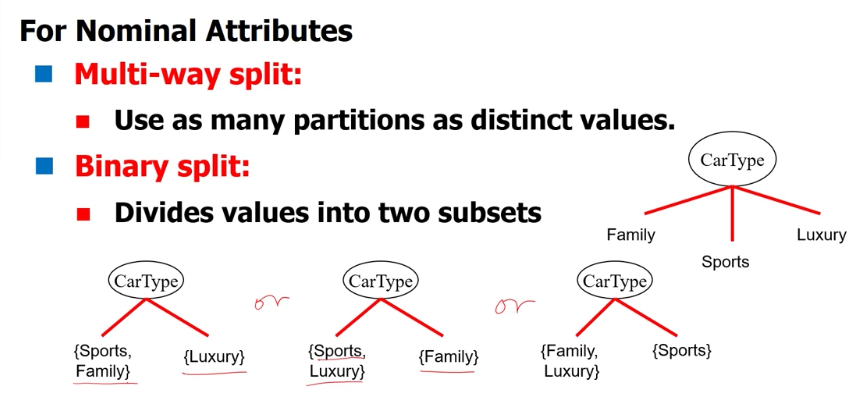 For Nominal Attributes
Multi-way split:
Use as many partitions as distinct values.
Binary split:
Divides values into two subsets
CarType
Family
Sports
Luxury
CarType
{Sports,
Family}
{Luxury}
or
CarType
{Sports,
Luxury}
{Family}
or
CarType
{Family,
Luxury}
{Sports}